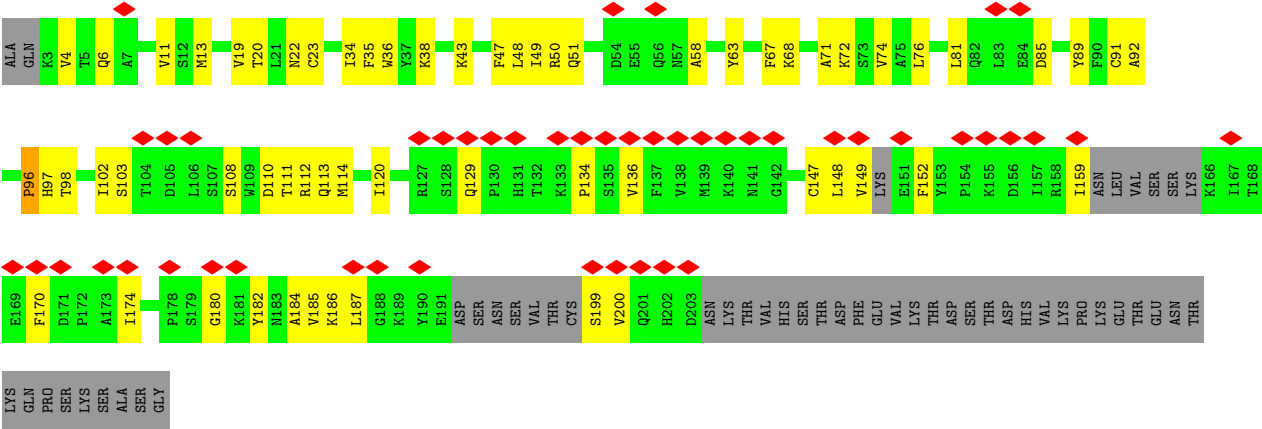 ALA GLN K3 V4 T5 Q6 A7 V11 S12 M13 V19 T20 L21 N22 C23 I34 F35 W36 Y37 K38 K43 F47 L48 I49 R50 Q51 D54 E55 Q56 N57 A58 Y63 F67 K68 A71 K72 S73 V74 A75 L76 L81 Q82 L83 E84 D85 Y89 F90 C91 A92
P96 H97 T98 I102 S103 T104 D105 L106 S107 S108 W109 D110 T111 R112 Q113 M114 I120 R127 S128 Q129 P130 H131 T132 K133 P134 S135 V136 F137 V138 M139 K140 N141 G142 C147 L148 V149 LYS E151 F152 Y153 P154 K155 D156 I157 R158 I159 ASN LEU VAL SER SER LYS K166 I167 T168
E169 F170 D171 P172 A173 I174 P178 S179 G180 K181 Y182 N183 A184 V185 K186 L187 G188 K189 Y190 E191 ASP SER ASN SER VAL THR CYS S199 V200 Q201 H202 D203 ASN LYS THR VAL HIS SER THR ASP PHE GLU VAL LYS THR ASP SER THR ASP HIS VAL LYS PRO LYS GLU THR GLU ASN THR
LYS GLN PRO SER LYS SER ALA SER GLY